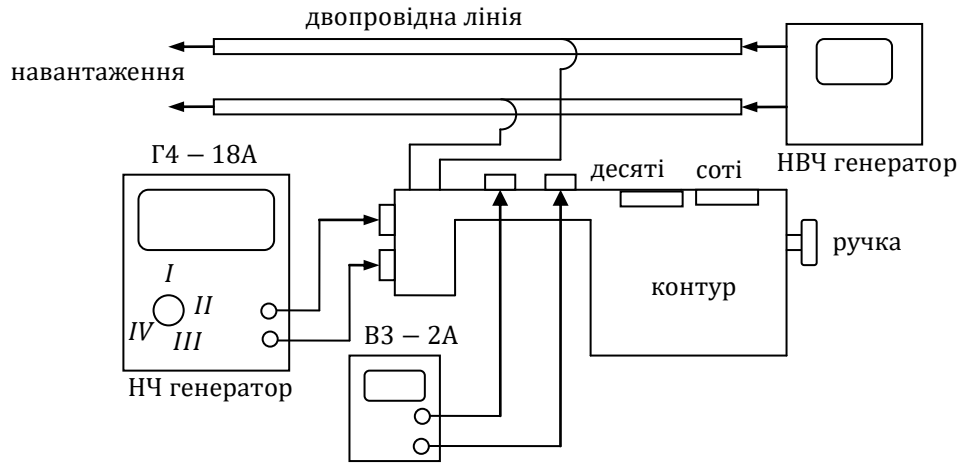 двопровідна лінія
навантаження
НВЧ генератор
Г4 – 18А
десяті
соті
ручка
контур
I
II
III
IV
НЧ генератор
В3 – 2А